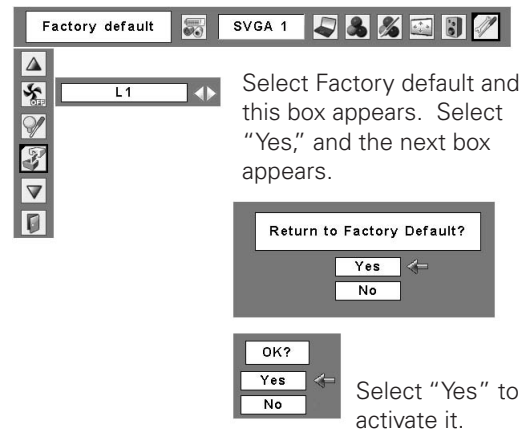 Factory default
SVGA 1
OFF
L1
Select Factory default and
this box appears. Select
“Yes,” and the next box
appears.
Return to Factory Default?
Yes
No
OK?
Yes
No
Select “Yes” to
activate it.